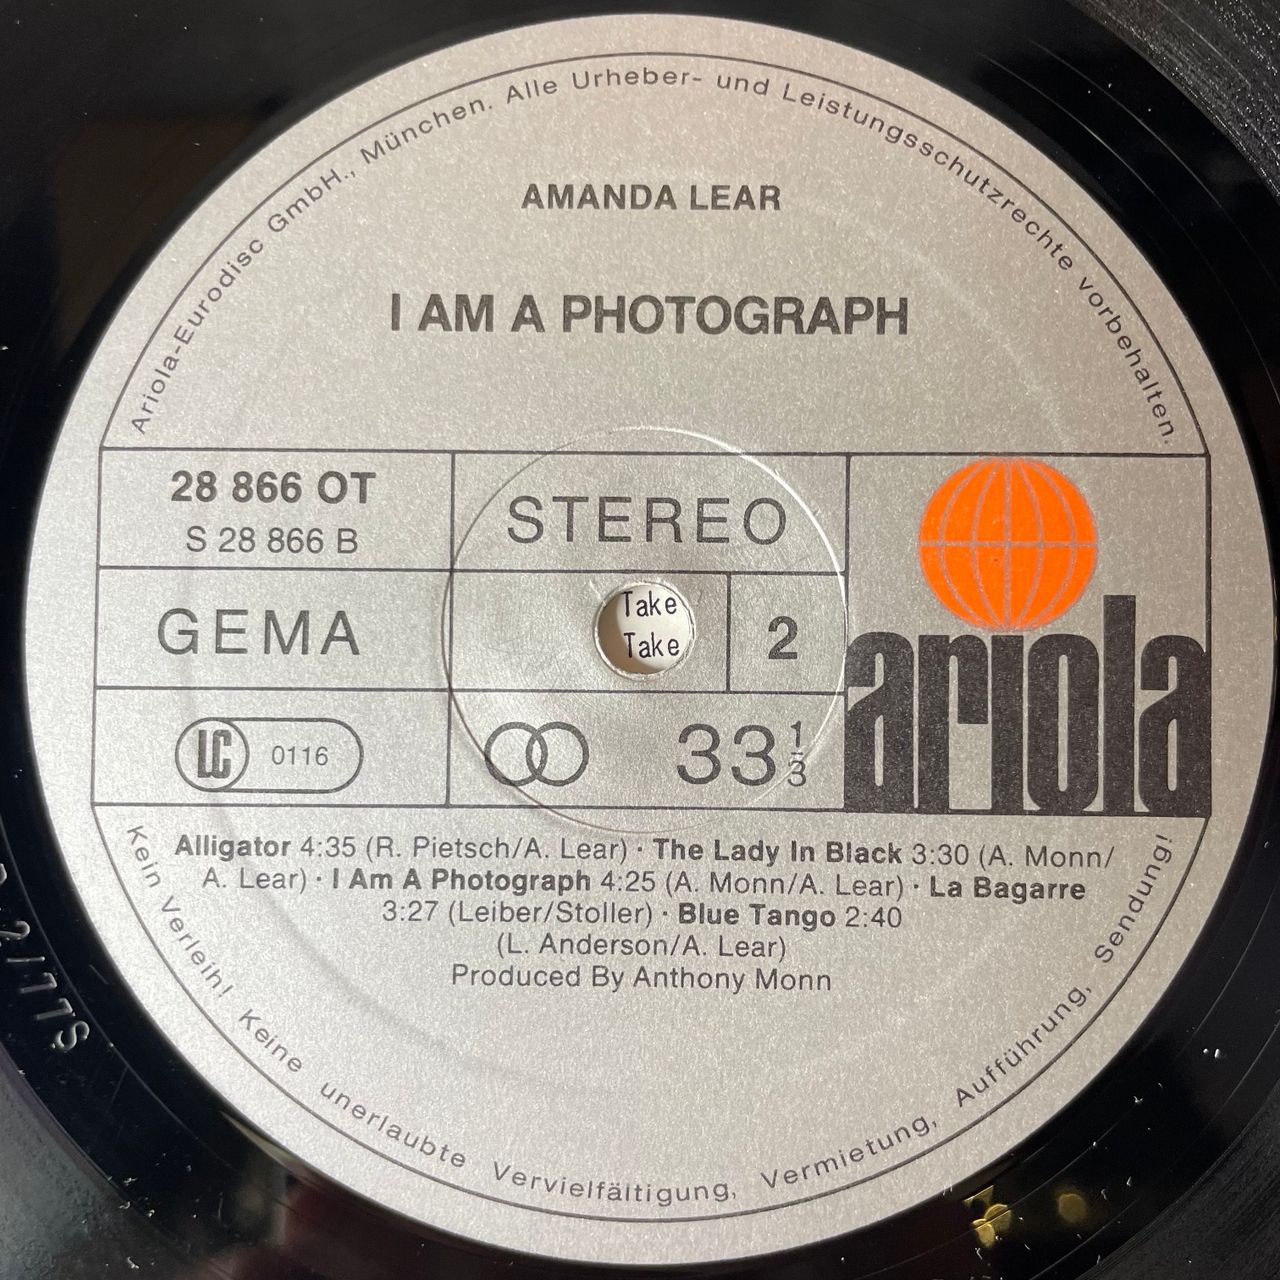 Ariola-Eurodisc GmbH., München. Alle Urheber- und Leistungsschutzrechte vorbehalten.
AMANDA LEAR
I AM A PHOTOGRAPH
28 866 OT
S 28 866 B
STEREO
GEMA
Take
Take
2
LC 0116
33 1/3
ariola
Alligator 4:35 (R. Pietsch/A. Lear) · The Lady In Black 3:30 (A. Monn/
A. Lear) · I Am A Photograph 4:25 (A. Monn/A. Lear) · La Bagarre
3:27 (Leiber/Stoller) · Blue Tango 2:40
(L. Anderson/A. Lear)
Produced By Anthony Monn
Kein Verleih! Keine unerlaubte Vervielfältigung, Vermietung, Aufführung, Sendung!